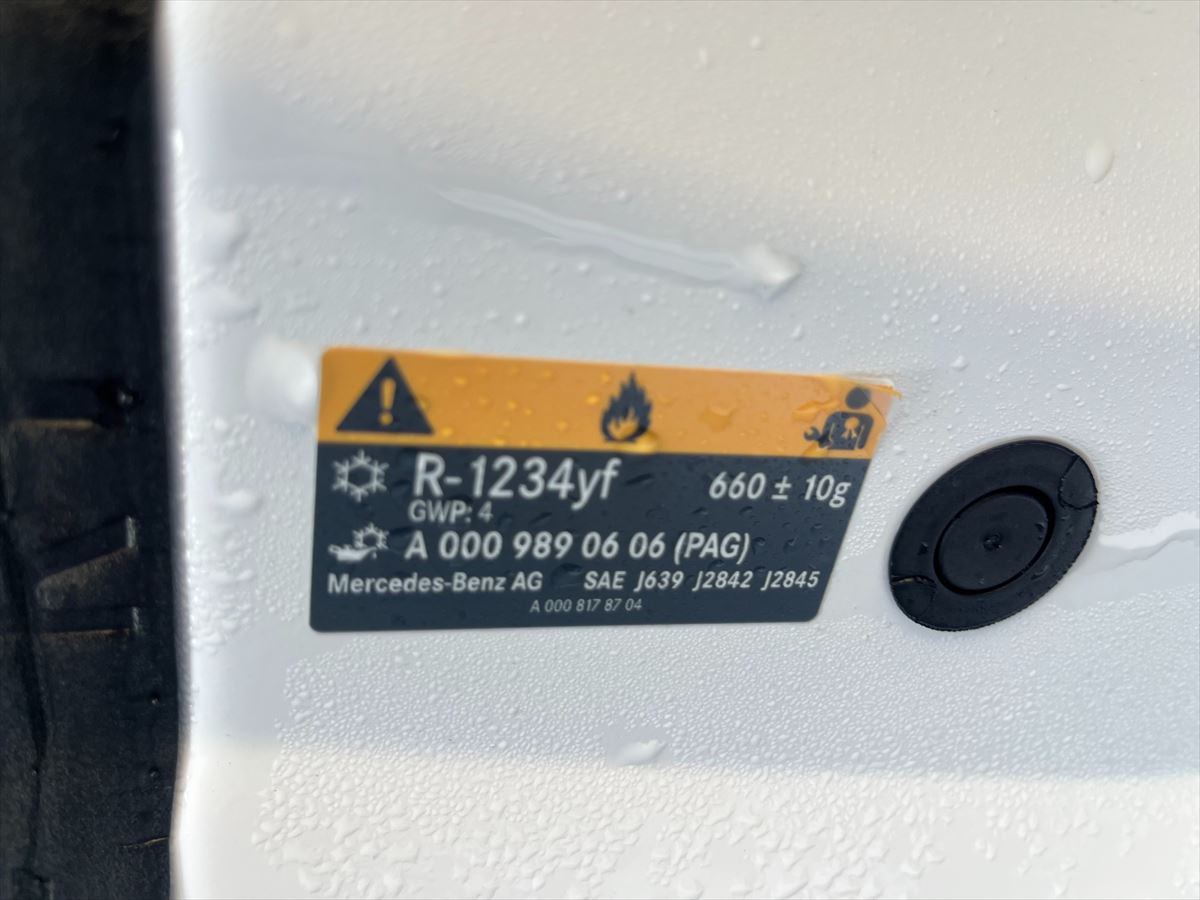 R-1234yf 660 ± 10g
GWP: 4
A 000 989 06 06 (PAG)
Mercedes-Benz AG SAE J639 J2842 J2845
A 000 817 87 04